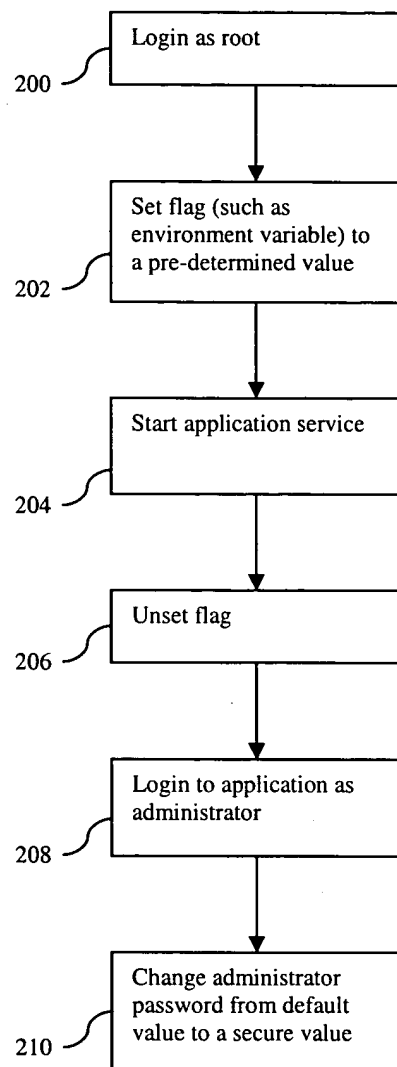 Login as root
200
Set flag (such as
environment variable) to
a pre-determined value
202
Start application service
204
Unset flag
206
Login to application as
administrator
208
Change administrator
password from default
value to a secure value
210